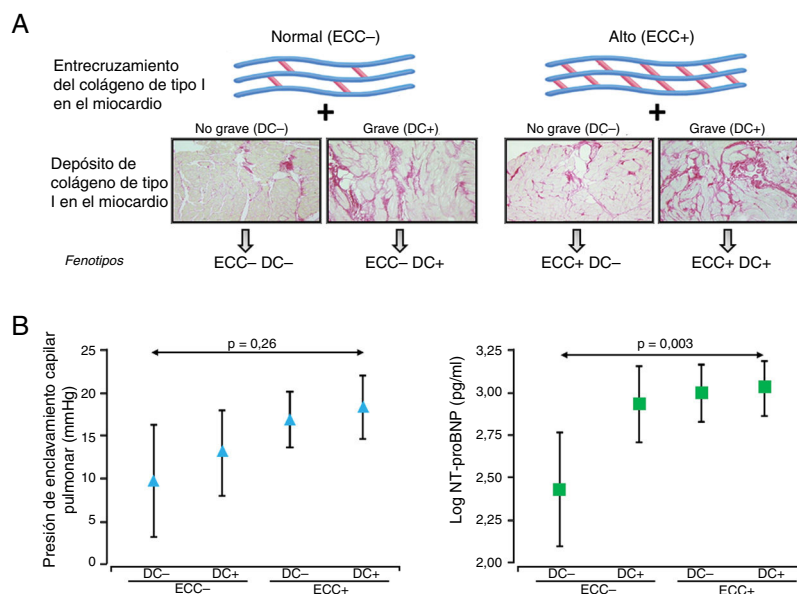 A
Normal (ECC–)
Alto (ECC+)
Entrecruzamiento
del colágeno de tipo I
en el miocardio
+
+
No grave (DC–)
Grave (DC+)
No grave (DC–)
Grave (DC+)
Depósito de
colágeno de tipo
I en el miocardio
Fenotipos
ECC– DC–
ECC– DC+
ECC+ DC–
ECC+ DC+
B
Presión de enclavamiento capilar
pulmonar (mmHg)
25
20
15
10
5
0
p = 0,26
DC–
DC+
DC–
DC+
ECC–
ECC+
Log NT-proBNP (pg/ml)
3,25
3,00
2,75
2,50
2,25
2,00
p = 0,003
DC–
DC+
DC–
DC+
ECC–
ECC+